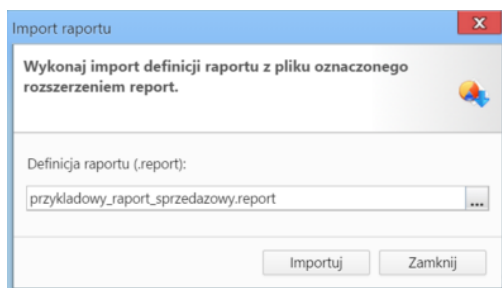 Import raportu
Wykonaj import definicji raportu z pliku oznaczonego
rozszerzeniem report.
Definicja raportu (.report):
przykladowy_raport_sprzedazowy.report
...
Importuj
Zamknij